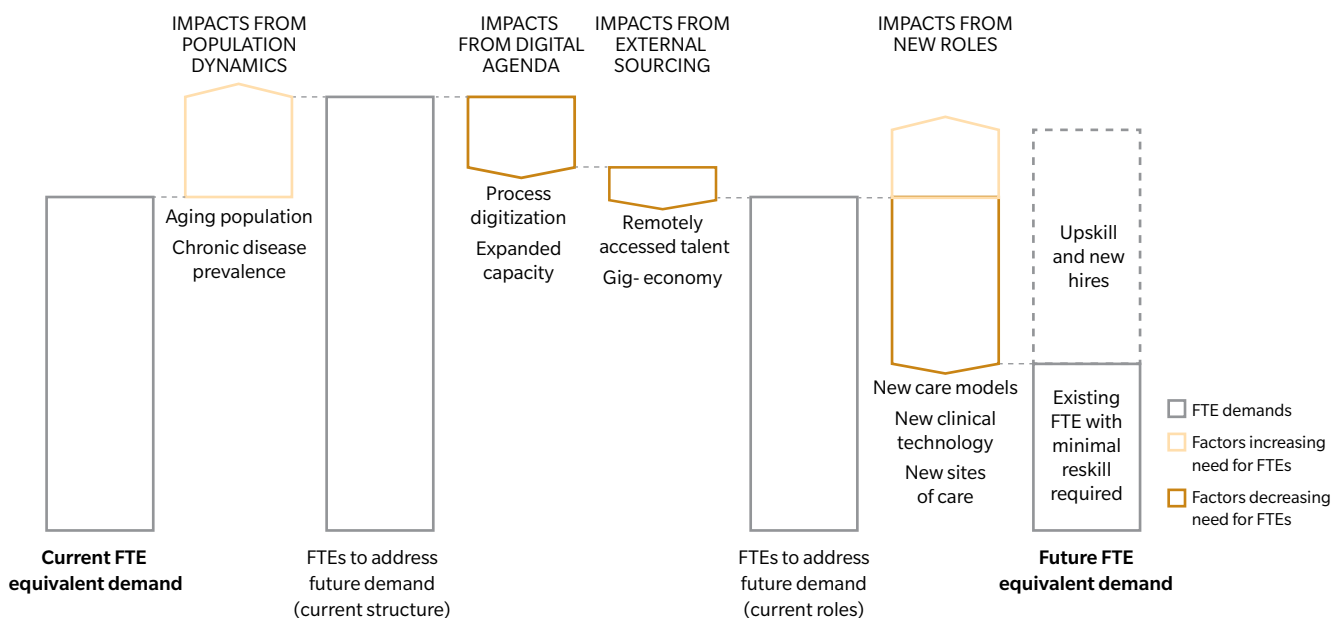 IMPACTS FROM
POPULATION
DYNAMICS
IMPACTS
FROM DIGITAL
AGENDA
IMPACTS FROM
EXTERNAL
SOURCING
IMPACTS FROM
NEW ROLES
Aging population
Chronic disease
prevalence
Process
digitization
Expanded
capacity
Remotely
accessed talent
Gig- economy
New care models
New clinical
technology
New sites
of care
Upskill
and new
hires
Existing
FTE with
minimal
reskill
required
FTE demands
Factors increasing
need for FTEs
Factors decreasing
need for FTEs
Current FTE
equivalent demand
FTEs to address
future demand
(current structure)
FTEs to address
future demand
(current roles)
Future FTE
equivalent demand